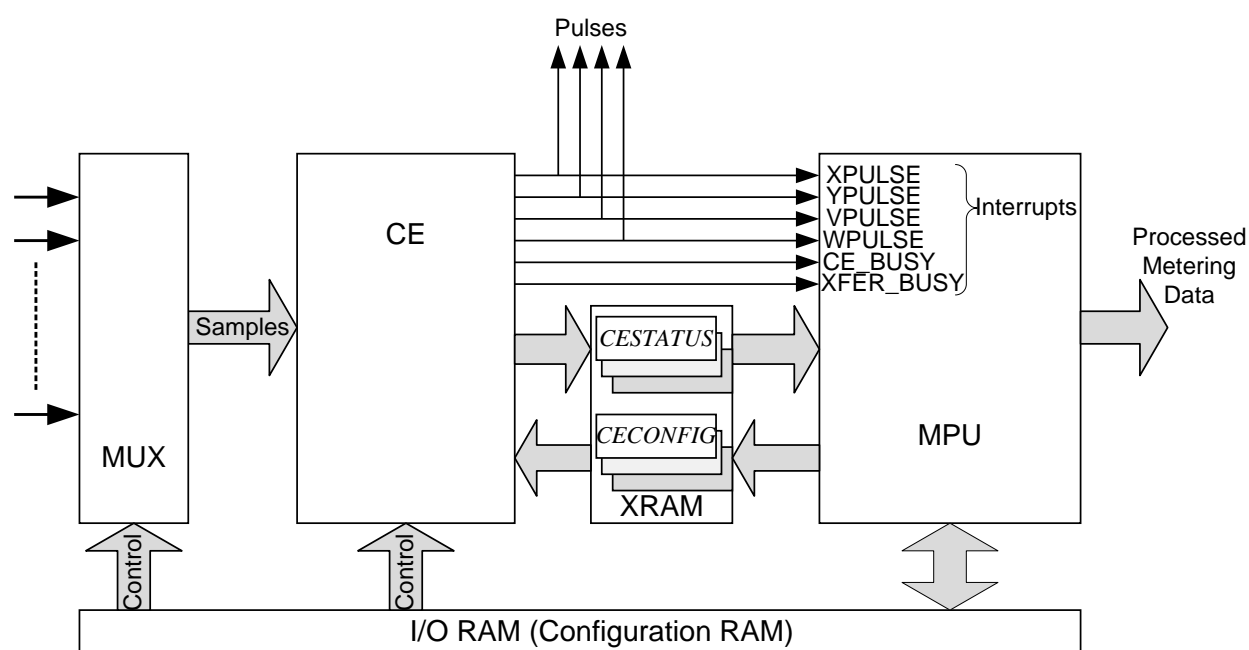 Pulses
XPULSE
YPULSE
VPULSE
WPULSE
CE_BUSY
XFER_BUSY
Interrupts
CE
Samples
CESTATUS
CECONFIG
XRAM
MUX
MPU
Processed
Metering
Data
Control
Control
I/O RAM (Configuration RAM)